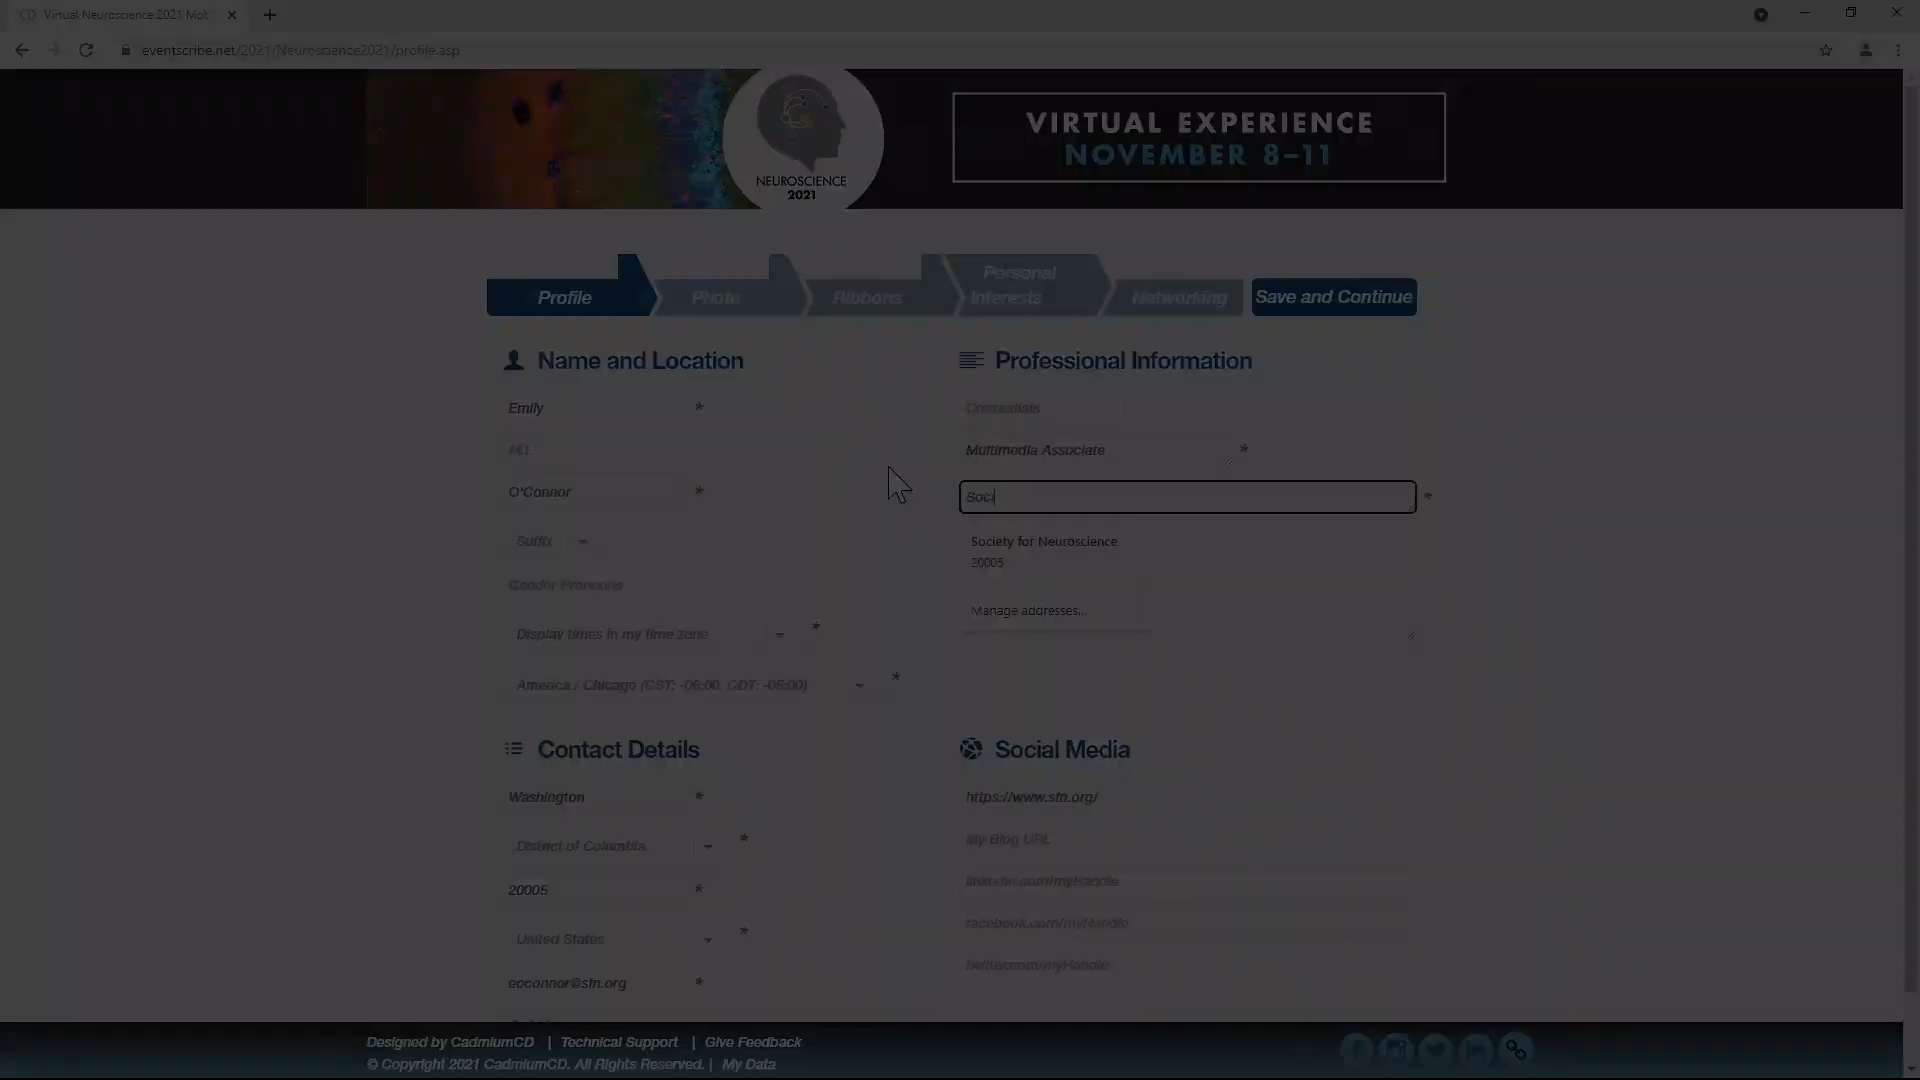 Virtual Neuroscience 2021 Mot
eventscribe.net/2021/Neuroscience2021/profile.asp
NEUROSCIENCE
2021
VIRTUAL EXPERIENCE
NOVEMBER 8–11
Profile
Photo
Ribbons
Personal
Interests
Networking
Save and Continue
Name and Location
Emily *
M.I.
O'Connor *
Suffix
Gender Pronouns
Display times in my time zone *
America / Chicago (CST: -06:00, CDT: -05:00) *
Professional Information
Credentials
Multimedia Associate *
Soci *
Society for Neuroscience
20005
Manage addresses...
Contact Details
Washington *
District of Columbia *
20005 *
United States *
eoconnor@sfn.org *
Social Media
https://www.sfn.org/
My Blog URL
linkedin.com/myHandle
facebook.com/myHandle
twitter.com/myHandle
Designed by CadmiumCD | Technical Support | Give Feedback
© Copyright 2021 CadmiumCD. All Rights Reserved. | My Data